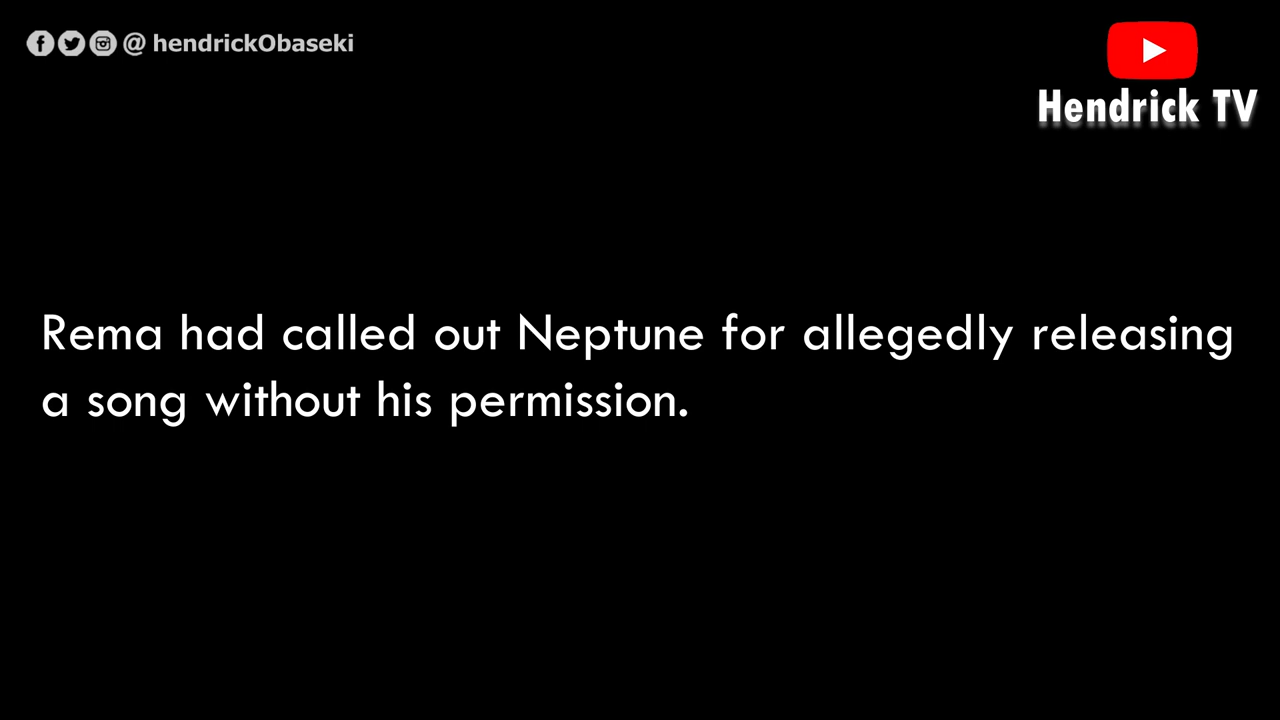 @ hendrickObaseki
Hendrick TV
Rema had called out Neptune for allegedly releasing
a song without his permission.